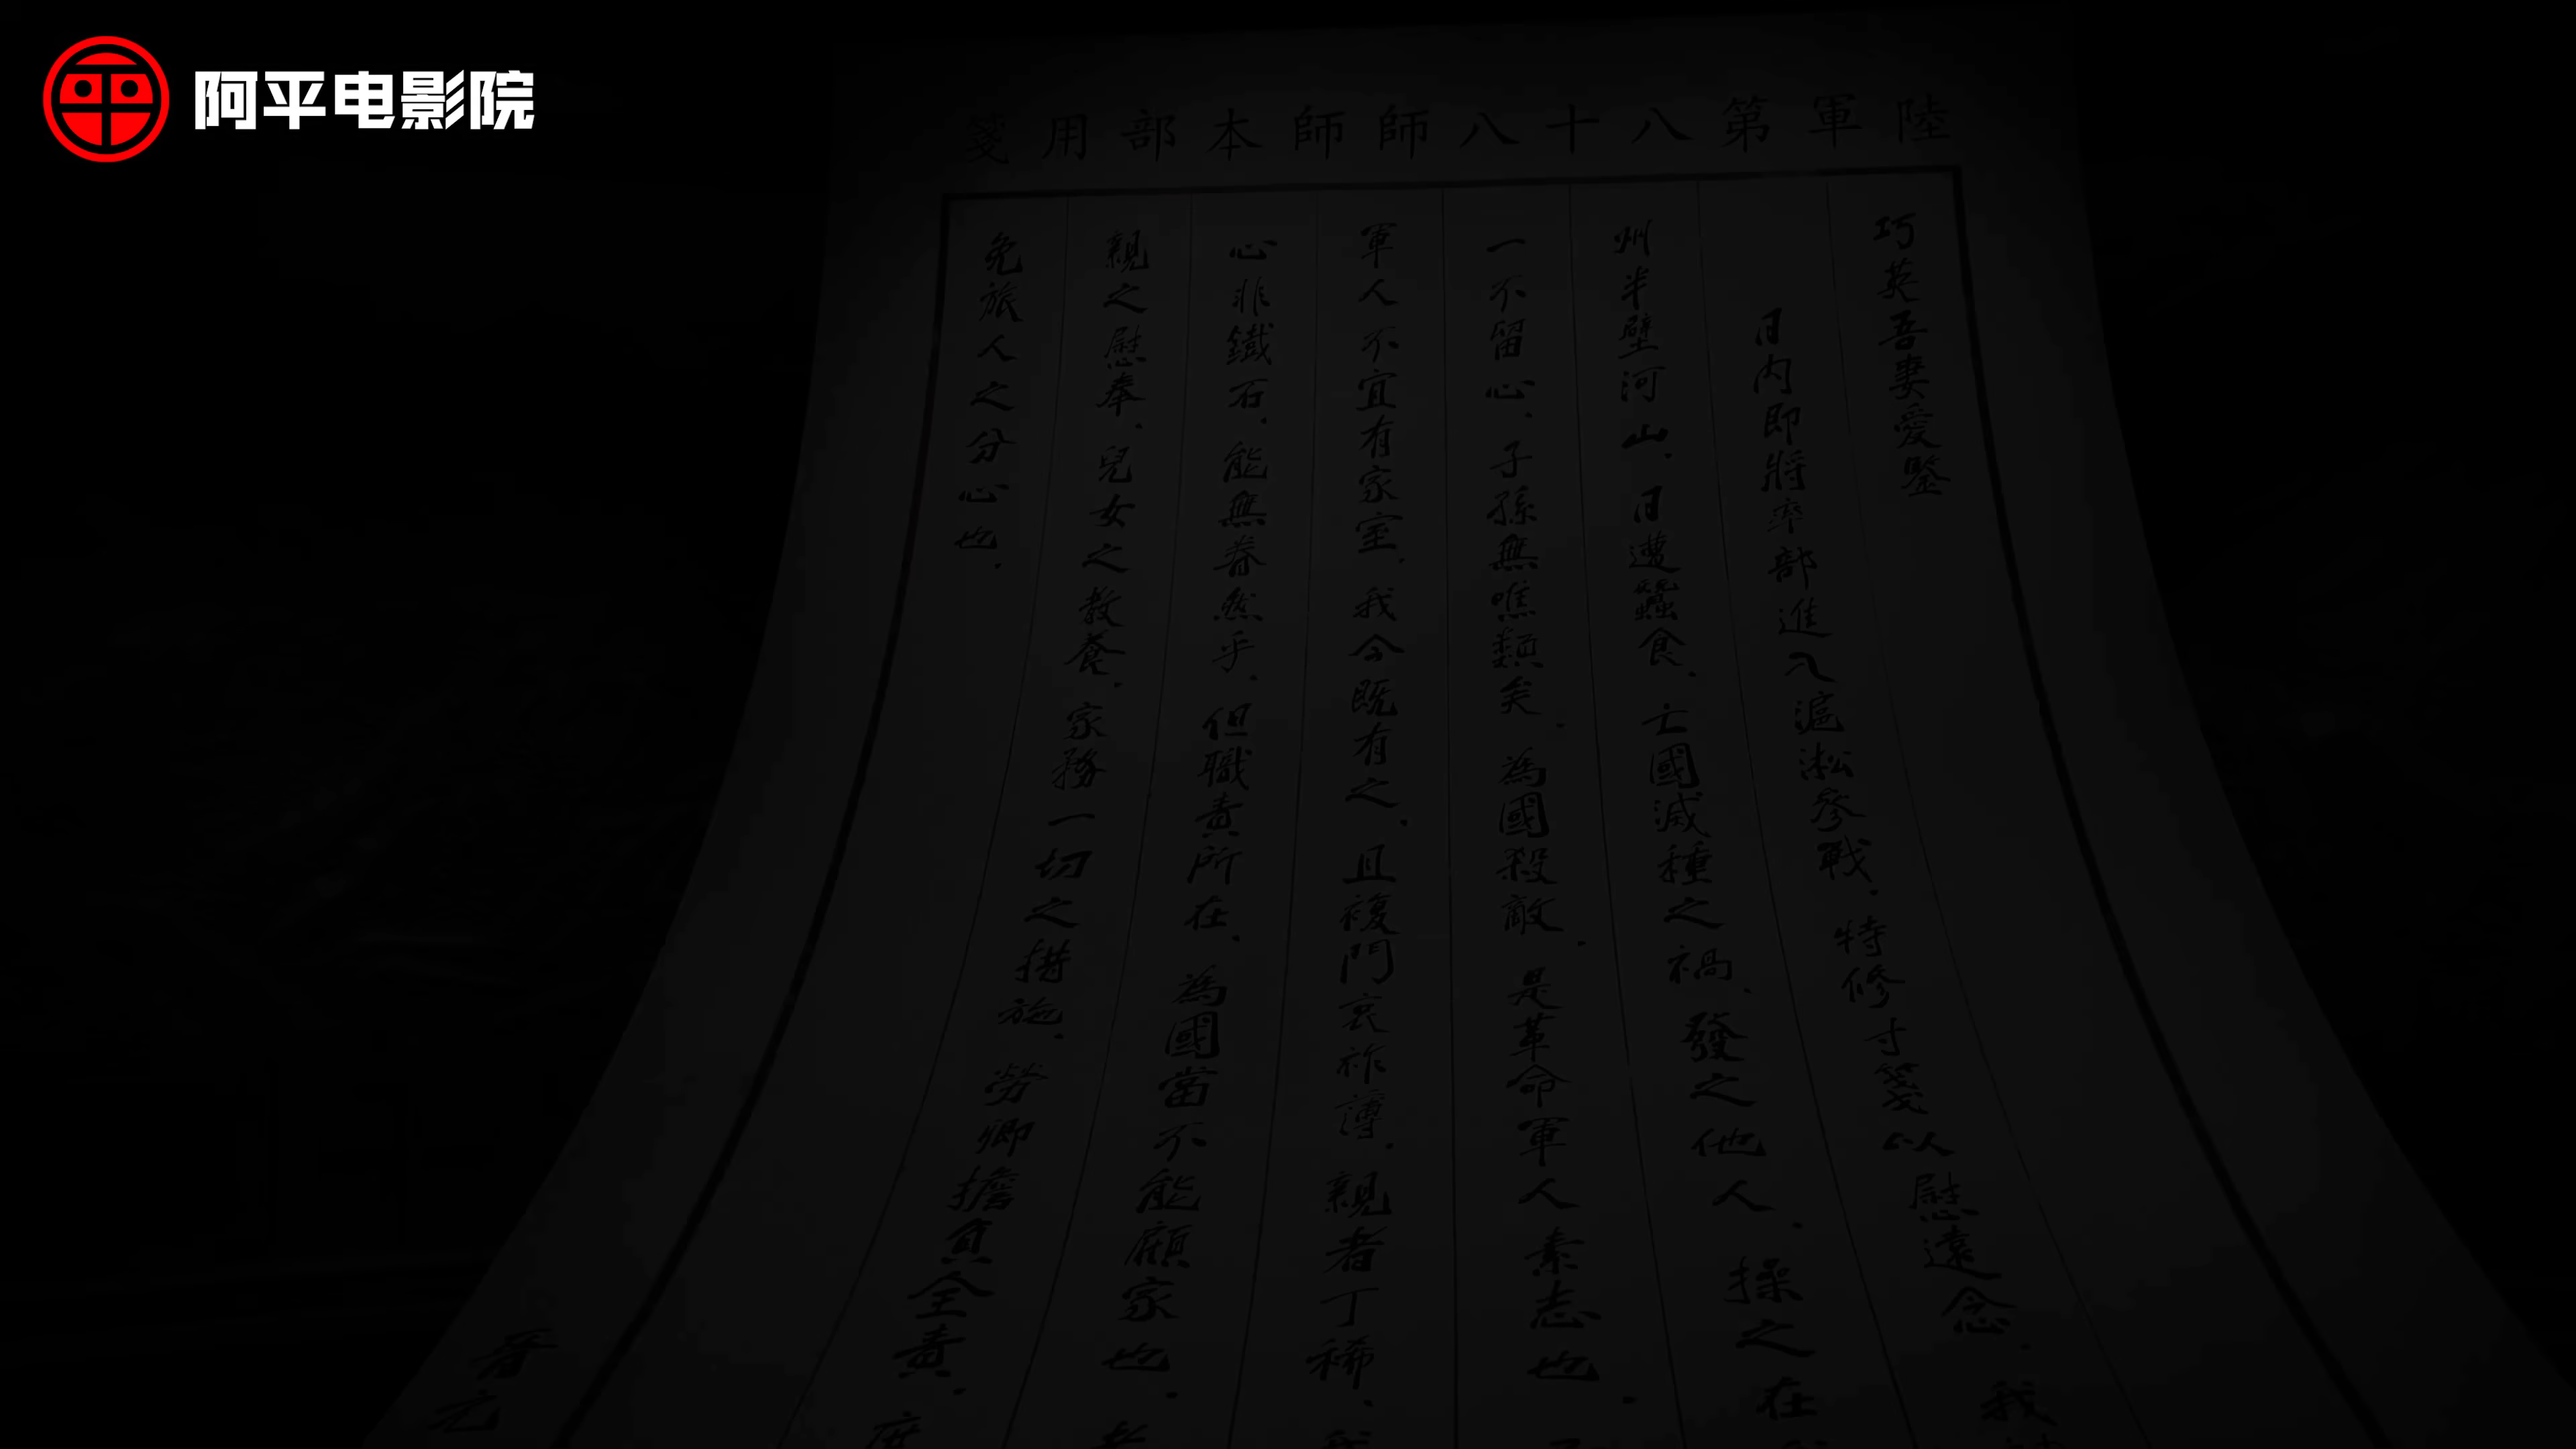 阿平电影院
陸軍第八十八師師本部用箋
巧英吾妻愛鑒
日内即將率部進入滬淞參戰.特修寸箋以慰遠念.我
州半壁河山.日遭蠶食.亡國滅種之禍.發之他人.操之在
一不留心.子孫無噍類矣.為國殺敵.是革命軍人素志也.
軍人不宜有家室.我今既有之.且複門衰祚薄.親者丁稀.我
心非鐵石.能無眷然乎.但職責所在.為國當不能顧家也.老
親之慰奉.兒女之教養.家務一切之措施.勞卿擔負全責.庶
免旅人之分心也.
晉元